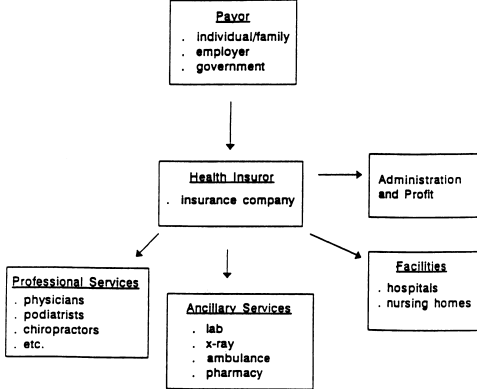 Payor
. individual/family
. employer
. government
Health Insuror
. insurance company
Administration
and Profit
Professional Services
. physicians
. podiatrists
. chiropractors
. etc.
Ancillary Services
. lab
. x-ray
. ambulance
. pharmacy
Facilities
. hospitals
. nursing homes